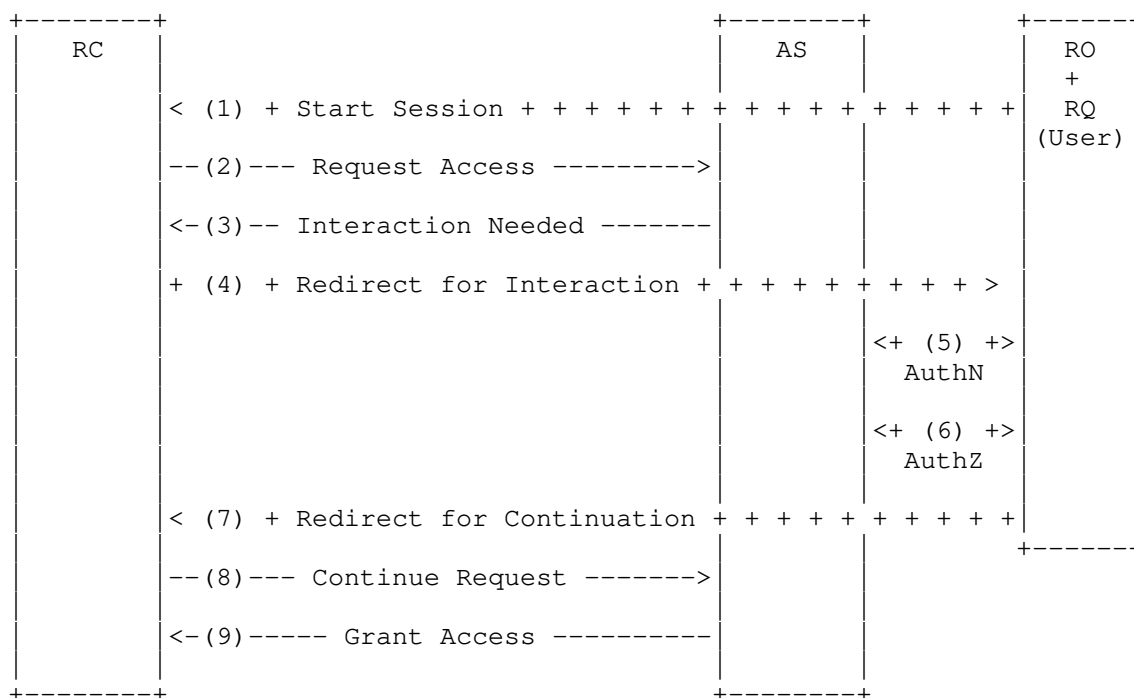 RC AS RO
+
< (1) + Start Session + + + + + + + + + + + + + + + + RQ
(User)
--(2)--- Request Access --------->
<-(3)-- Interaction Needed -------
+ (4) + Redirect for Interaction + + + + + + + + + >
<+ (5) +>
AuthN
<+ (6) +>
AuthZ
< (7) + Redirect for Continuation + + + + + + + + + +
--(8)--- Continue Request ------->
<-(9)----- Grant Access ----------